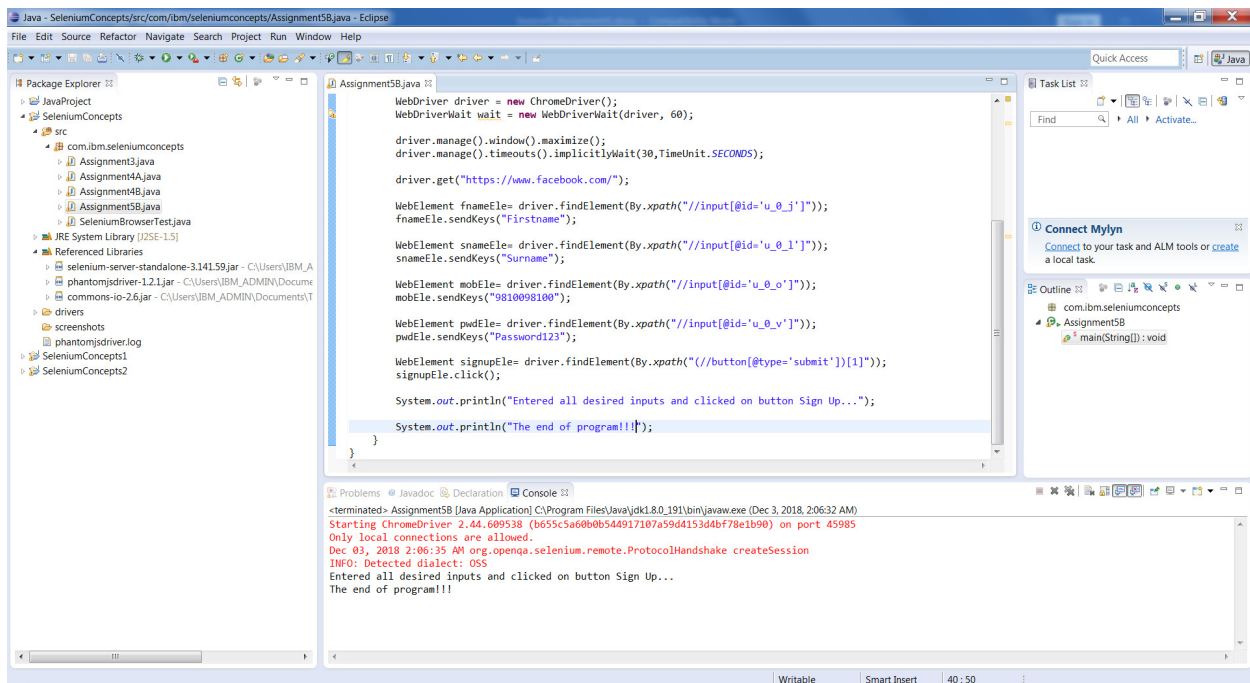 Java - SeleniumConcepts/src/com/ibm/seleniumconcepts/Assignment5B.java - Eclipse
File Edit Source Refactor Navigate Search Project Run Window Help
Quick Access
Java
Package Explorer
JavaProject
SeleniumConcepts
src
com.ibm.seleniumconcepts
Assignment3.java
Assignment4A.java
Assignment4B.java
Assignment5B.java
SeleniumBrowserTest.java
JRE System Library [J2SE-1.5]
Referenced Libraries
selenium-server-standalone-3.141.59.jar - C:\Users\IBM_A
phantomjsdriver-1.2.1.jar - C:\Users\IBM_ADMIN\Docume
commons-io-2.6.jar - C:\Users\IBM_ADMIN\Documents\T
drivers
screenshots
phantomjsdriver.log
SeleniumConcepts1
SeleniumConcepts2
Assignment5B.java
WebDriver driver = new ChromeDriver();
WebDriverWait wait = new WebDriverWait(driver, 60);
driver.manage().window().maximize();
driver.manage().timeouts().implicitlyWait(30,TimeUnit.SECONDS);
driver.get("https://www.facebook.com/");
WebElement fnameEle= driver.findElement(By.xpath("//input[@id='u_0_j']"));
fnameEle.sendKeys("Firstname");
WebElement snameEle= driver.findElement(By.xpath("//input[@id='u_0_l']"));
snameEle.sendKeys("Surname");
WebElement mobEle= driver.findElement(By.xpath("//input[@id='u_0_o']"));
mobEle.sendKeys("9810098100");
WebElement pwdEle= driver.findElement(By.xpath("//input[@id='u_0_v']"));
pwdEle.sendKeys("Password123");
WebElement signupEle= driver.findElement(By.xpath("(//button[@type='submit'])[1]"));
signupEle.click();
System.out.println("Entered all desired inputs and clicked on button Sign Up...");
System.out.println("The end of program!!!");
}
}
Task List
Find
All
Activate...
Connect Mylyn
Connect to your task and ALM tools or create
a local task.
Outline
com.ibm.seleniumconcepts
Assignment5B
main(String[]) : void
Problems Javadoc Declaration Console
<terminated> Assignment5B [Java Application] C:\Program Files\Java\jdk1.8.0_191\bin\javaw.exe (Dec 3, 2018, 2:06:32 AM)
Starting ChromeDriver 2.44.609538 (b655c5a60b0b544917107a59d4153d4bf78e1b90) on port 45985
Only local connections are allowed.
Dec 03, 2018 2:06:35 AM org.openqa.selenium.remote.ProtocolHandshake createSession
INFO: Detected dialect: OSS
Entered all desired inputs and clicked on button Sign Up...
The end of program!!!
Writable
Smart Insert
40 : 50